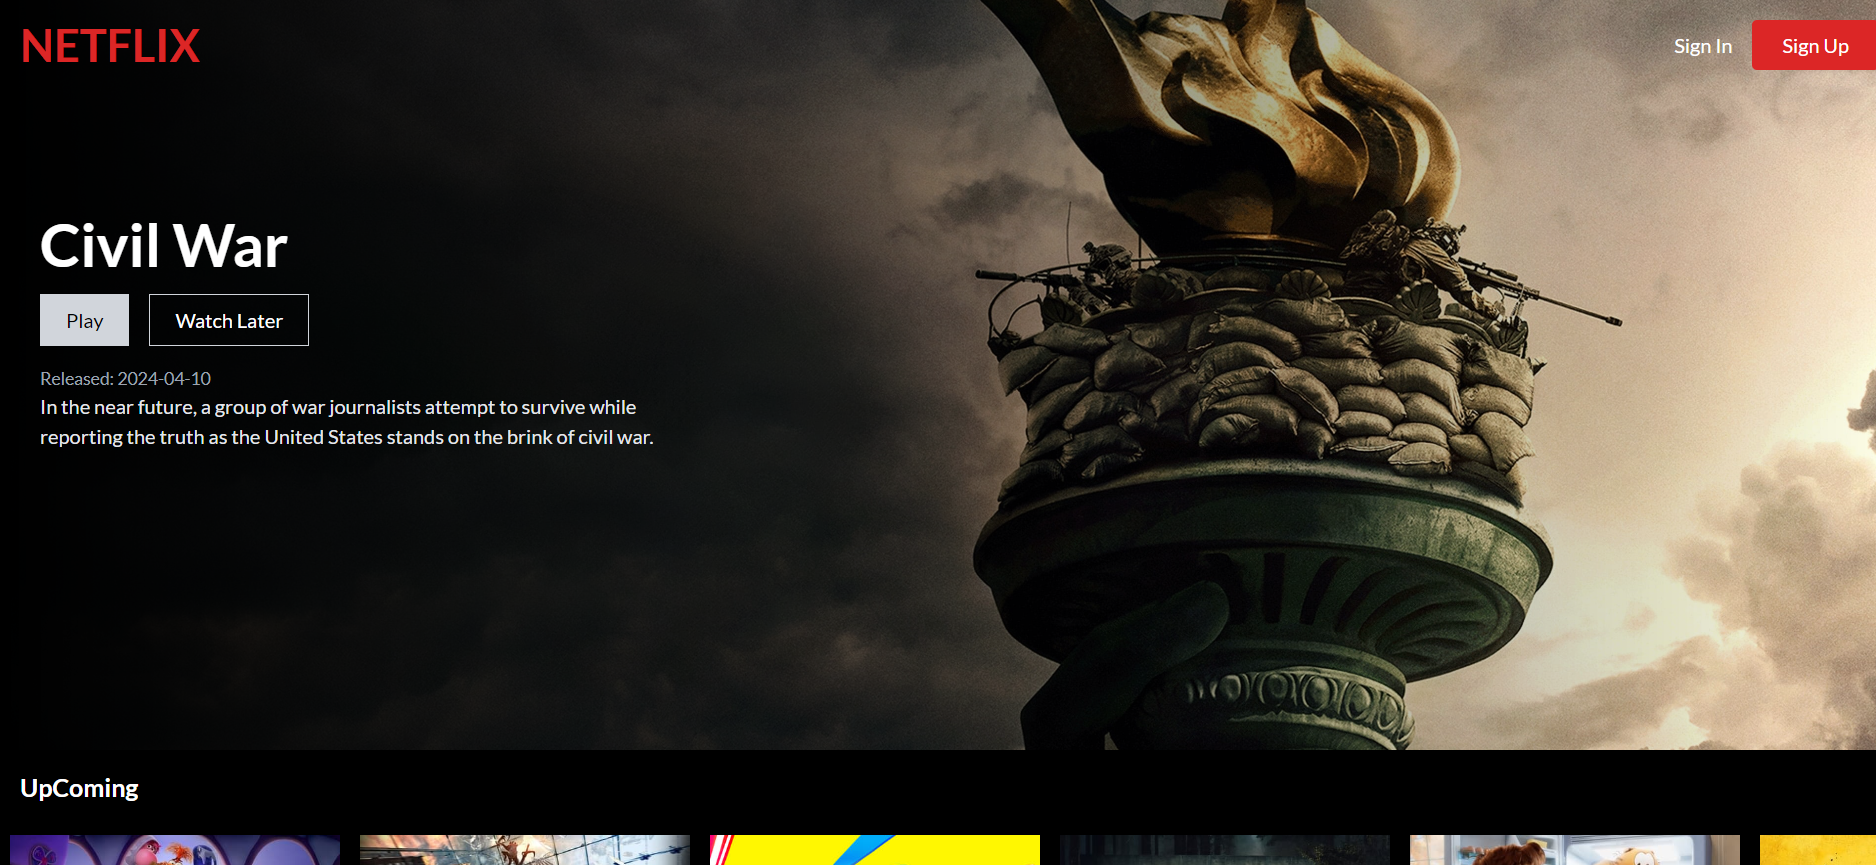 NETFLIX
Sign In
Sign Up
Civil War
Play
Watch Later
Released: 2024-04-10
In the near future, a group of war journalists attempt to survive while
reporting the truth as the United States stands on the brink of civil war.
UpComing